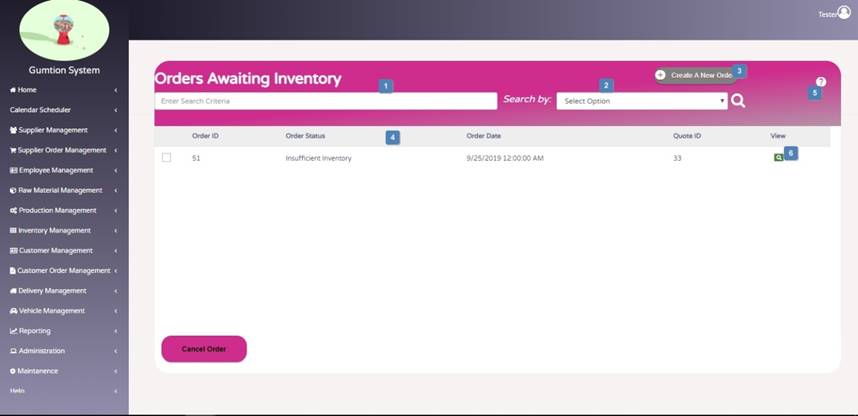 Tester
Gumtion System
Home
Calendar Scheduler
Supplier Management
Supplier Order Management
Employee Management
Raw Material Management
Production Management
Inventory Management
Customer Management
Customer Order Management
Delivery Management
Vehicle Management
Reporting
Administration
Maintanence
Help
Orders Awaiting Inventory
1
2
Create A New Order
3
?
5
Enter Search Criteria
Search by:
Select Option
Order ID
Order Status
4
Order Date
Quote ID
View
51
Insufficient Inventory
9/25/2019 12:00:00 AM
33
6
Cancel Order